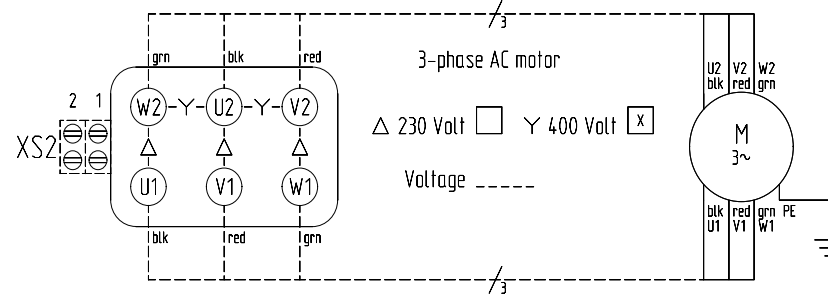 3
grn blk red
3-phase AC motor
U2 V2 W2
blk red grn
2 1
W2 Y U2 Y V2
△ 230 Volt Y 400 Volt X
M
3~
XS2
△ △ △
U1 V1 W1
Voltage _____
blk red grn PE
U1 V1 W1
blk red grn
3